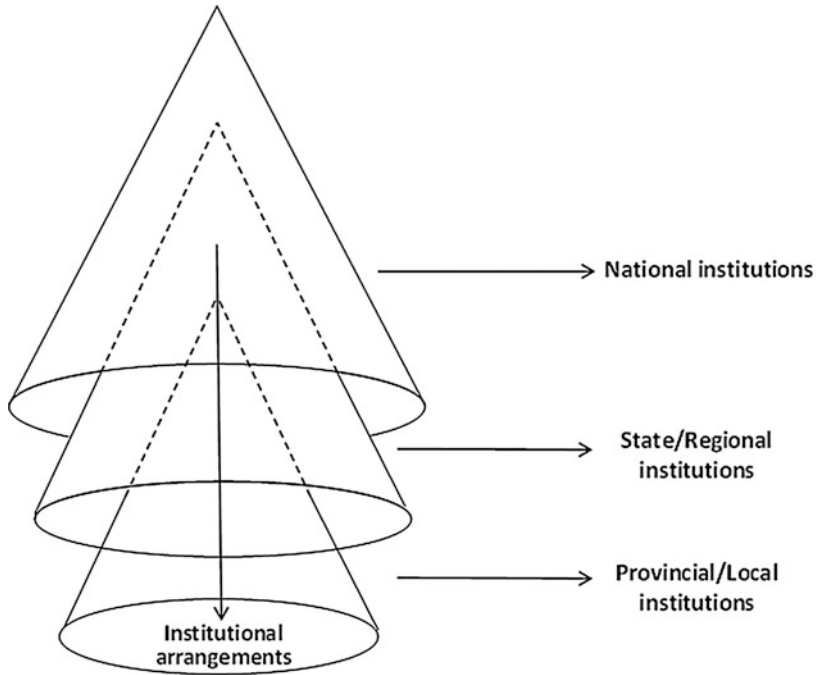 National institutions
State/Regional
institutions
Provincial/Local
institutions
Institutional
arrangements